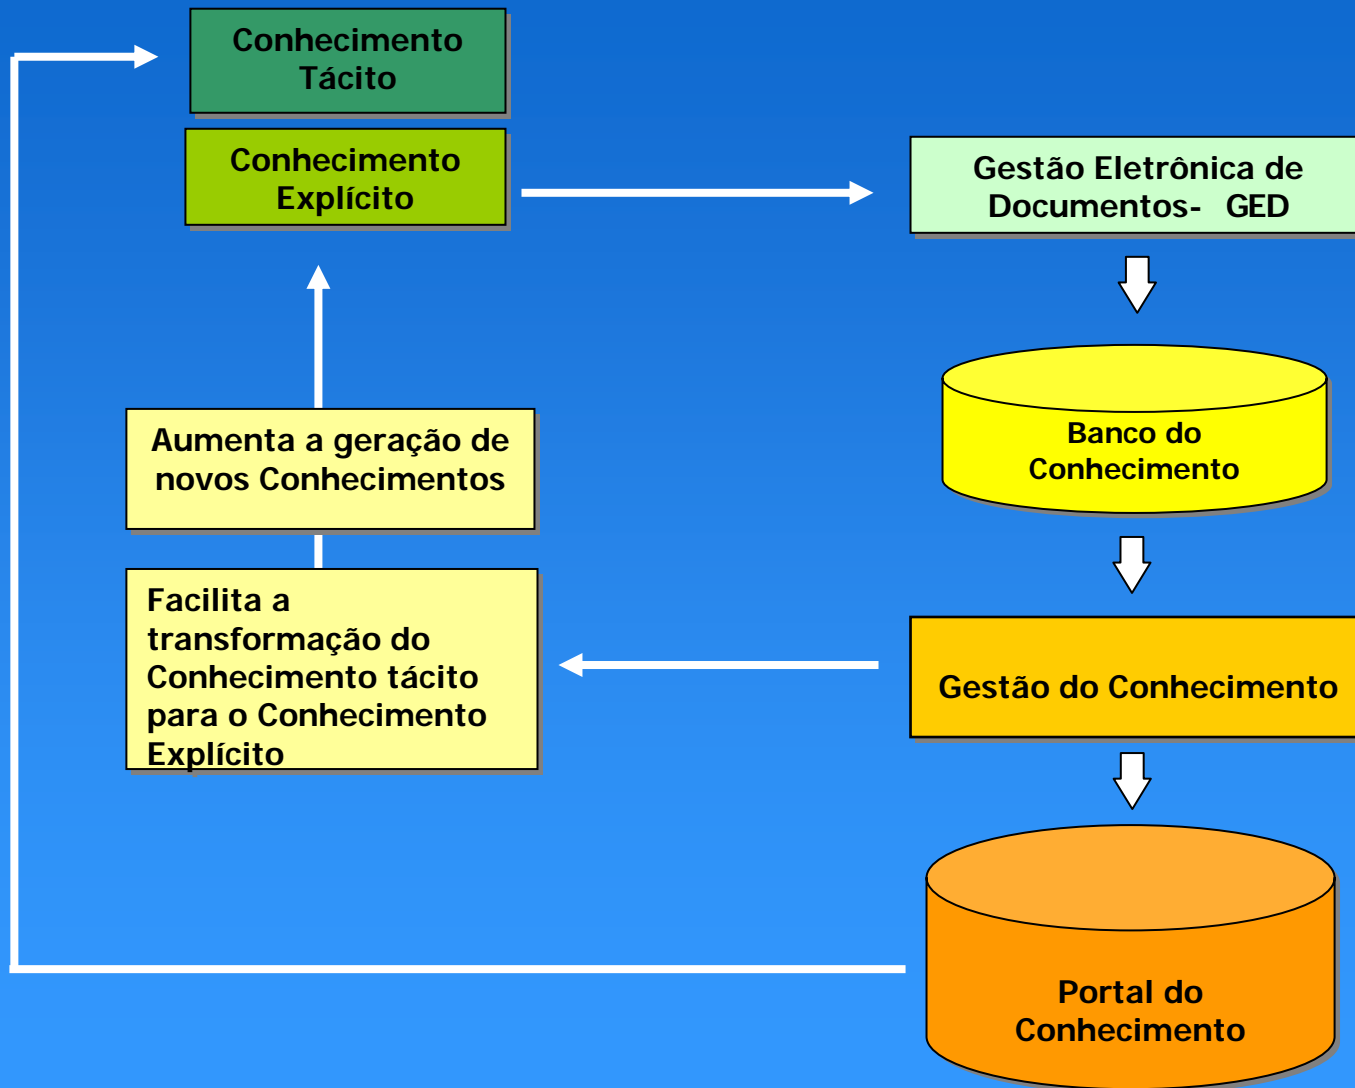 Conhecimento
Tácito
Conhecimento
Explícito
Gestão Eletrônica de
Documentos- GED
Banco do
Conhecimento
Aumenta a geração de
novos Conhecimentos
Facilita a
transformação do
Conhecimento tácito
para o Conhecimento
Explícito
Gestão do Conhecimento
Portal do
Conhecimento